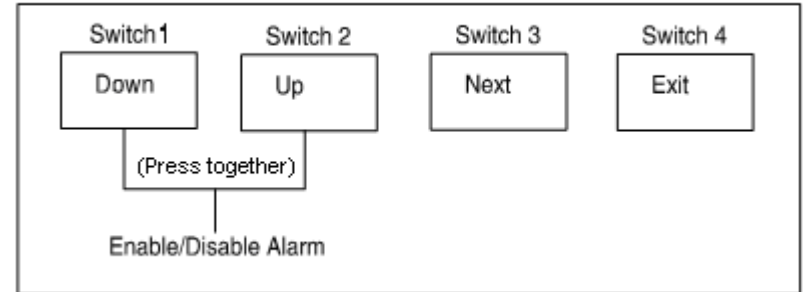 Switch 1 Switch 2 Switch 3 Switch 4
Down Up Next Exit
(Press together)
Enable/Disable Alarm